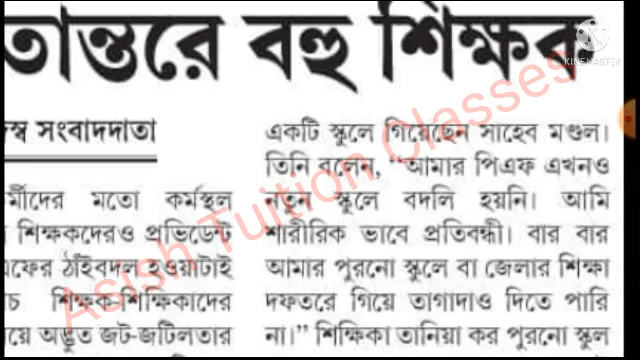 তান্তরে বহু শিক্ষক
স্ব সংবাদদাতা
র্মীদের মতো কর্মস্থল
শিক্ষকদেরও প্রভিডেন্ট
এফের ঠাঁইবদল হওয়াটাই
চ শিক্ষক-শিক্ষিকাদের
য়ে অদ্ভুত জট-জটিলতার
একটি স্কুলে গিয়েছেন সাহেব মণ্ডল।
তিনি বলেন, “আমার পিএফ এখনও
নতুন স্কুলে বদলি হয়নি। আমি
শারীরিক ভাবে প্রতিবন্ধী। বার বার
আমার পুরনো স্কুলে বা জেলার শিক্ষা
দফতরে গিয়ে তাগাদাও দিতে পারি
না।” শিক্ষিকা তানিয়া কর পুরনো স্কুল
Asish Tuition Classes
KINEMASTER